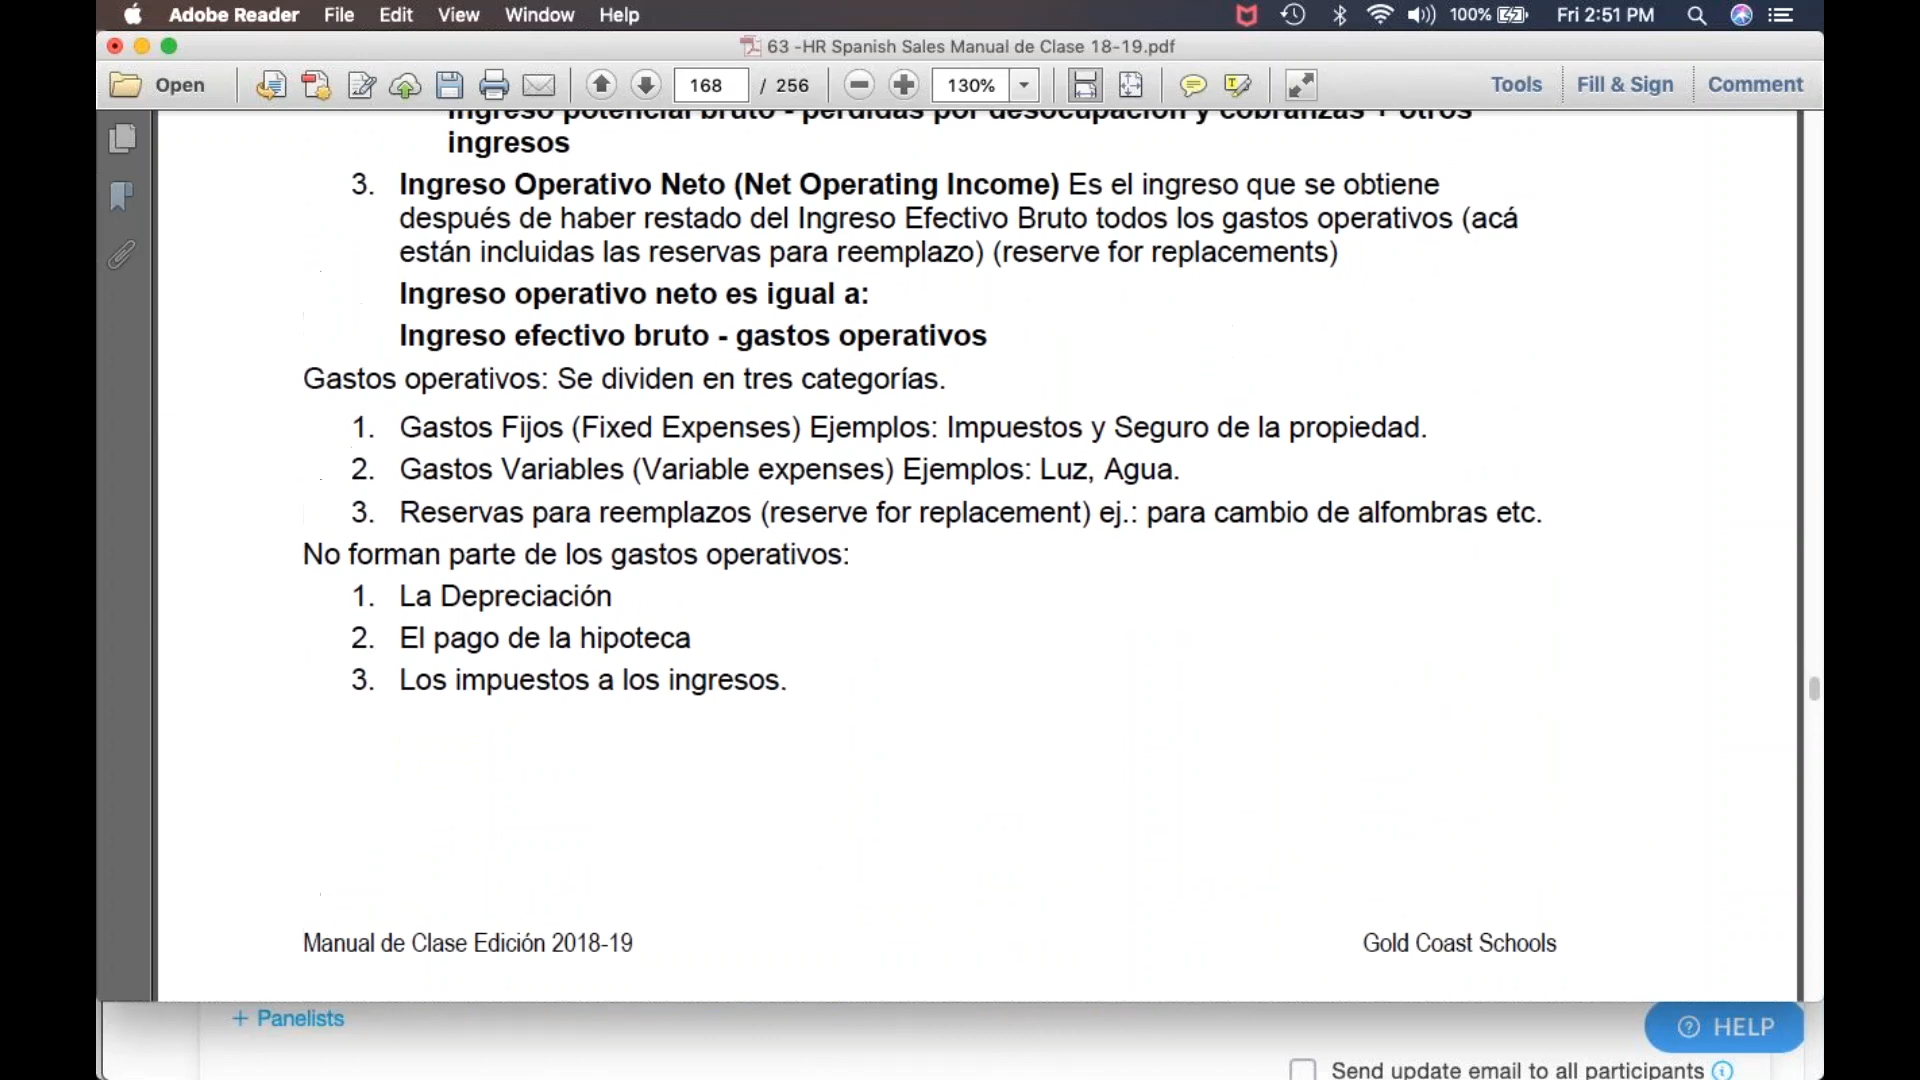 Adobe Reader File Edit View Window Help 100% Fri 2:51 PM
63 -HR Spanish Sales Manual de Clase 18-19.pdf
Open 168 / 256 130% Tools Fill & Sign Comment
Ingreso potencial bruto - pérdidas por desocupación y cobranzas + otros
ingresos
3. Ingreso Operativo Neto (Net Operating Income) Es el ingreso que se obtiene
después de haber restado del Ingreso Efectivo Bruto todos los gastos operativos (acá
están incluidas las reservas para reemplazo) (reserve for replacements)
Ingreso operativo neto es igual a:
Ingreso efectivo bruto - gastos operativos
Gastos operativos: Se dividen en tres categorías.
1. Gastos Fijos (Fixed Expenses) Ejemplos: Impuestos y Seguro de la propiedad.
2. Gastos Variables (Variable expenses) Ejemplos: Luz, Agua.
3. Reservas para reemplazos (reserve for replacement) ej.: para cambio de alfombras etc.
No forman parte de los gastos operativos:
1. La Depreciación
2. El pago de la hipoteca
3. Los impuestos a los ingresos.
Manual de Clase Edición 2018-19 Gold Coast Schools
+ Panelists
HELP
Send update email to all participants